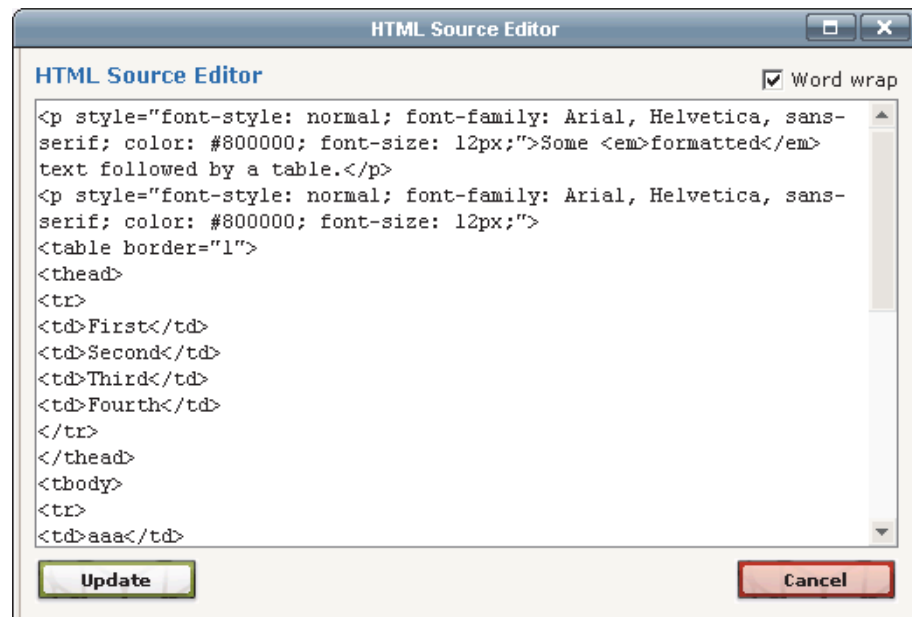 HTML Source Editor
HTML Source Editor
Word wrap
<p style="font-style: normal; font-family: Arial, Helvetica, sans-
serif; color: #800000; font-size: 12px;">Some <em>formatted</em>
text followed by a table.</p>
<p style="font-style: normal; font-family: Arial, Helvetica, sans-
serif; color: #800000; font-size: 12px;">
<table border="1">
<thead>
<tr>
<td>First</td>
<td>Second</td>
<td>Third</td>
<td>Fourth</td>
</tr>
</thead>
<tbody>
<tr>
<td>aaa</td>
Update
Cancel